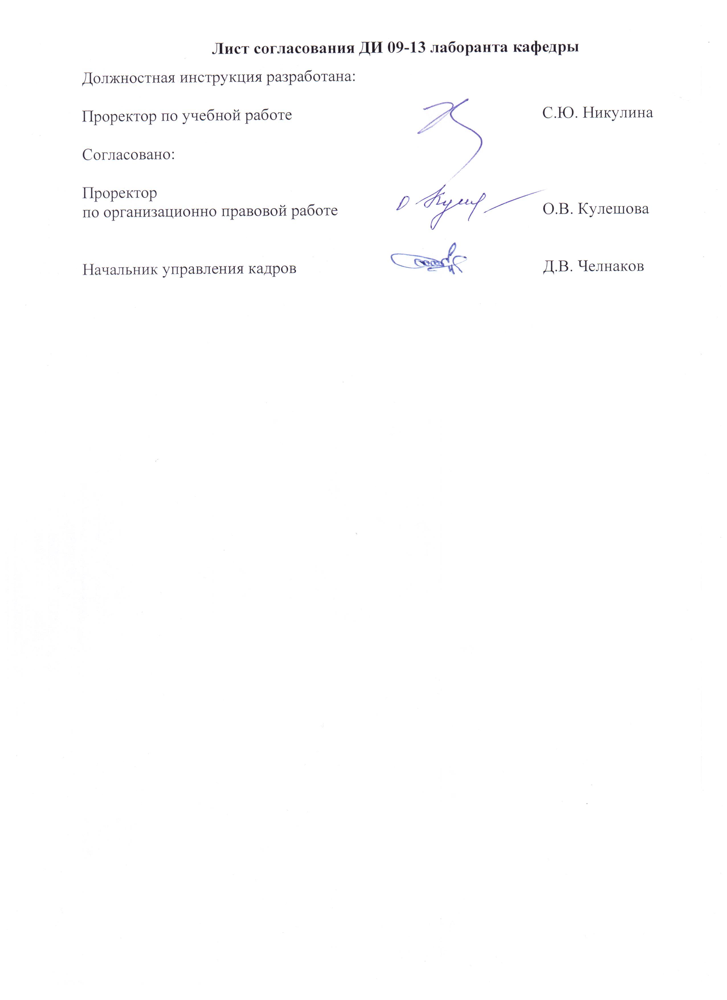 Лист согласования ДИ 09-13 лаборанта кафедры
Должностная инструкция разработана:
Проректор по учебной работе С.Ю. Никулина
Согласовано:
Проректор
по организационно правовой работе О.В. Кулешова
Начальник управления кадров Д.В. Челнаков